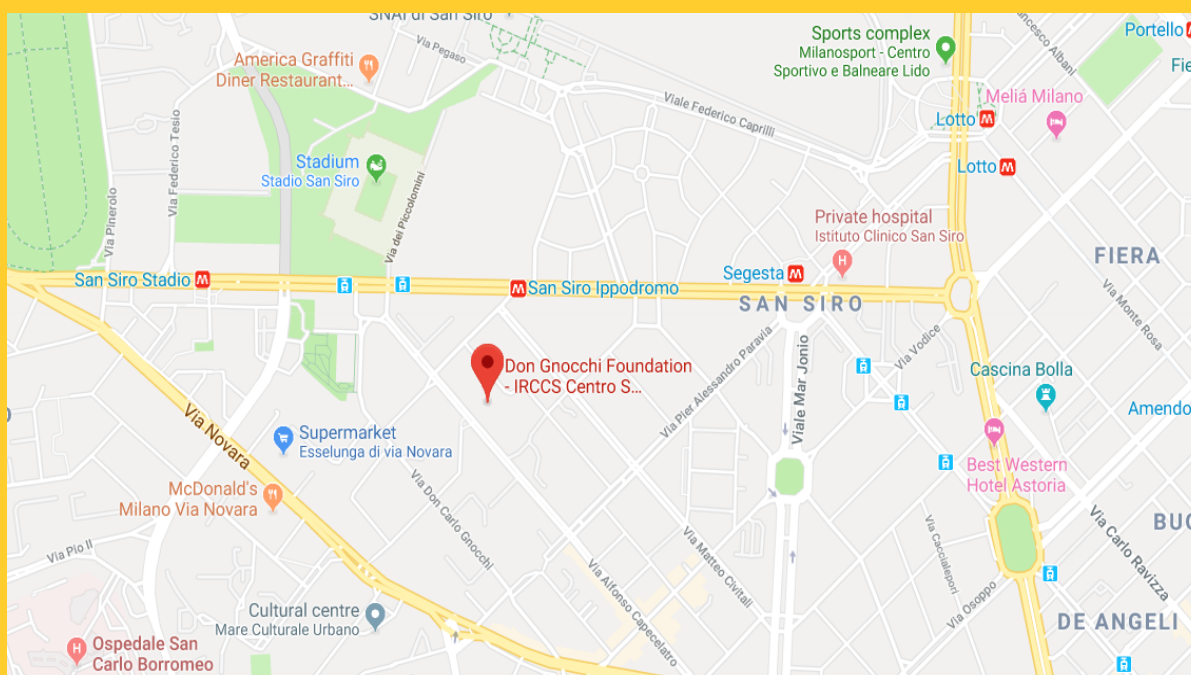 SNAI di San Siro
Sports complex
Milanosport - Centro
Sportivo e Balneare Lido
Francesco Albani
Portello
America Graffiti
Diner Restaurant...
Via Pegaso
Viale Federico Caprilli
Meliá Milano
Lotto
Lotto
Via Federico Tesio
Stadium
Stadio San Siro
Via dei Piccolomini
Via Pinerolo
Private hospital
Istituto Clinico San Siro
FIERA
San Siro Stadio
San Siro Ippodromo
Segesta
SAN SIRO
Via Monte Rosa
Via Vodice
Via Pier Alessandro Paravia
Viale Mar Jonio
Don Gnocchi Foundation
- IRCCS Centro S...
Cascina Bolla
Via Novara
Supermarket
Esselunga di via Novara
Best Western
Hotel Astoria
McDonald's
Milano Via Novara
Via Don Carlo Gnocchi
Via Pio II
Via Matteo Civitali
Via Caccialepori
Via Carlo Ravizza
Via Alfonso Capecelatro
Via Osoppo
Cultural centre
Mare Culturale Urbano
DE ANGELI
Ospedale San
Carlo Borromeo